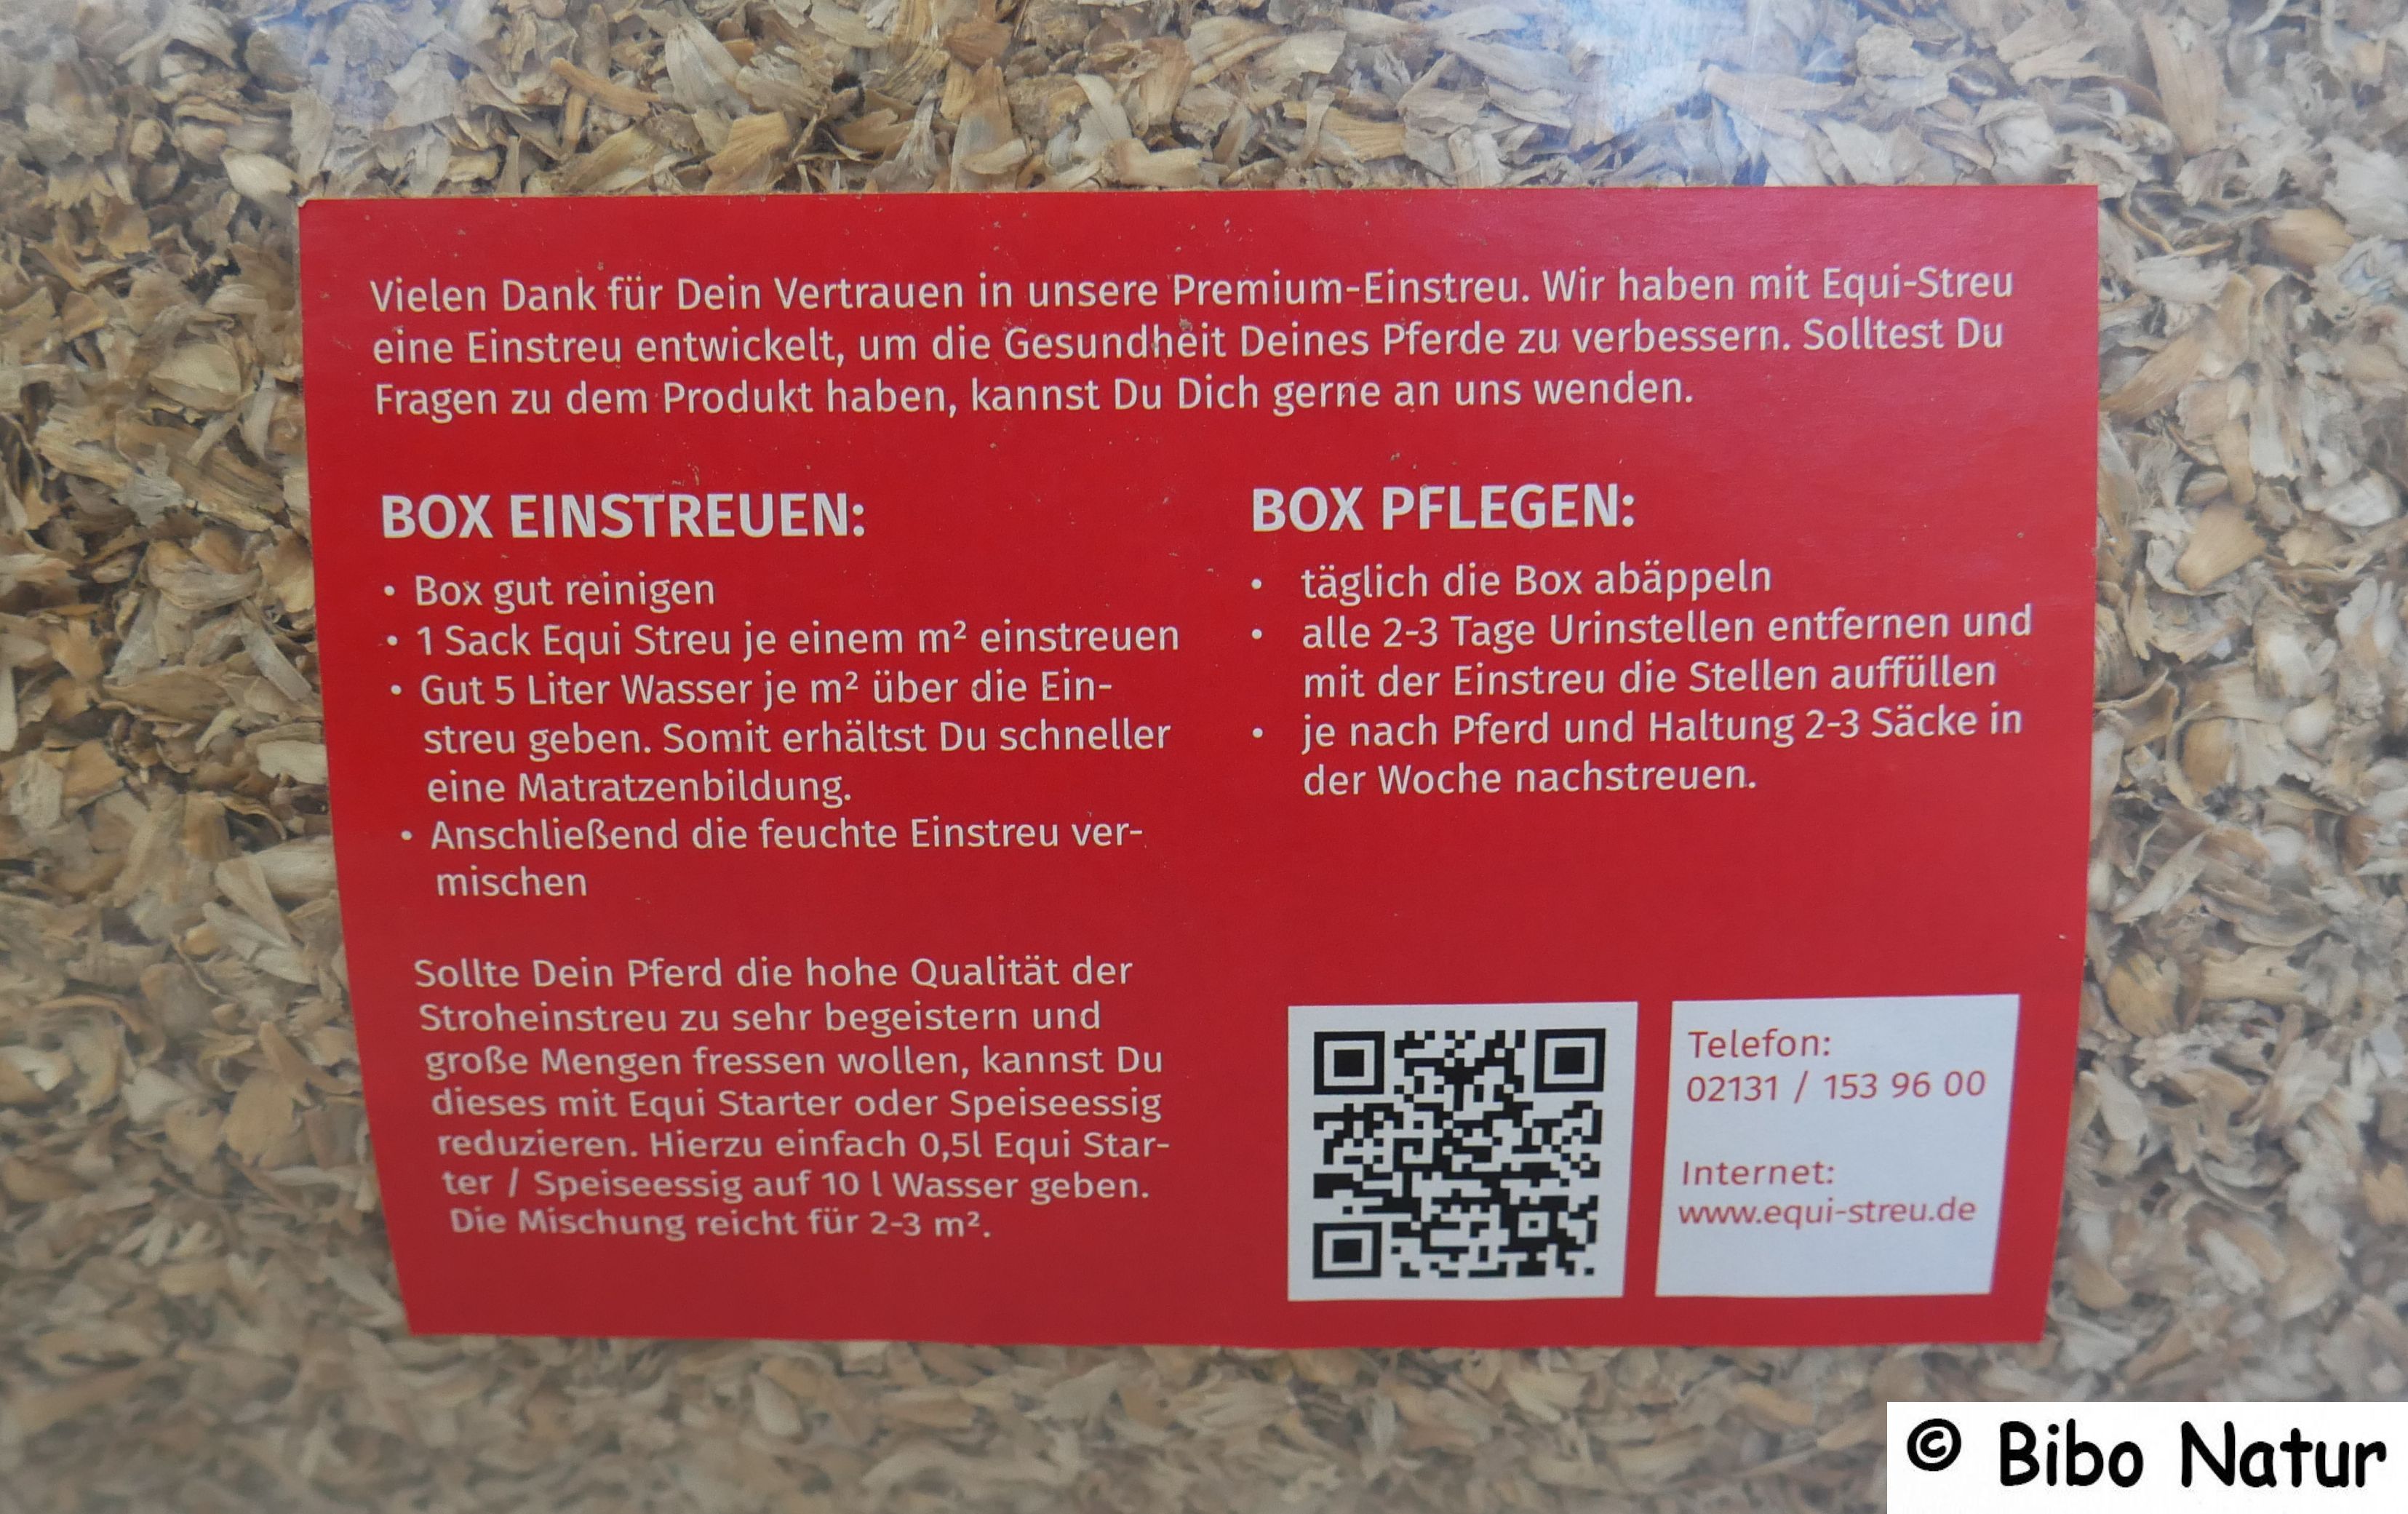 Vielen Dank für Dein Vertrauen in unsere Premium-Einstreu. Wir haben mit Equi-Streu
eine Einstreu entwickelt, um die Gesundheit Deines Pferde zu verbessern. Solltest Du
Fragen zu dem Produkt haben, kannst Du Dich gerne an uns wenden.
BOX EINSTREUEN:
• Box gut reinigen
• 1 Sack Equi Streu je einem m² einstreuen
• Gut 5 Liter Wasser je m² über die Ein-
streu geben. Somit erhältst Du schneller
eine Matratzenbildung.
• Anschließend die feuchte Einstreu ver-
mischen
Sollte Dein Pferd die hohe Qualität der
Stroheinstreu zu sehr begeistern und
große Mengen fressen wollen, kannst Du
dieses mit Equi Starter oder Speiseessig
reduzieren. Hierzu einfach 0,5l Equi Star-
ter / Speiseessig auf 10 l Wasser geben.
Die Mischung reicht für 2-3 m².
BOX PFLEGEN:
• täglich die Box abäppeln
• alle 2-3 Tage Urinstellen entfernen und
mit der Einstreu die Stellen auffüllen
• je nach Pferd und Haltung 2-3 Säcke in
der Woche nachstreuen.
Telefon:
02131 / 153 96 00
Internet:
www.equi-streu.de
© Bibo Natur